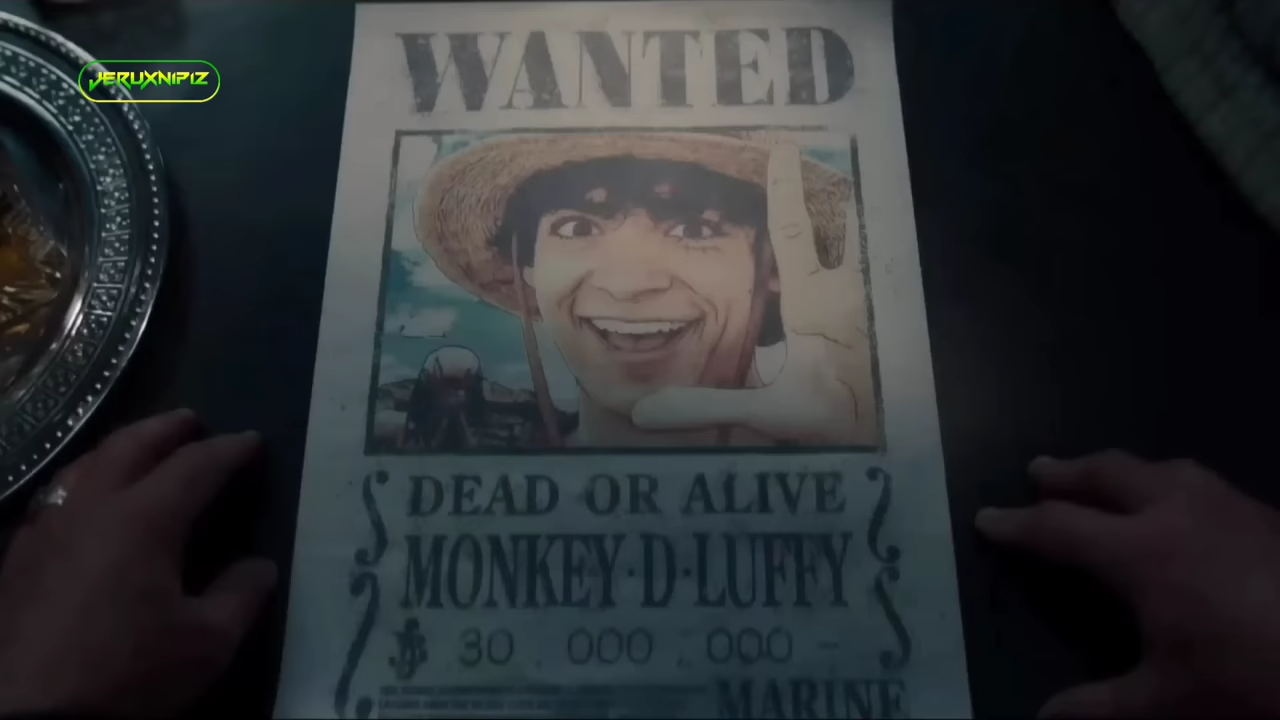 JERUXNIPIZ
WANTED
DEAD OR ALIVE
MONKEY·D·LUFFY
30 000 000 -
MARINE